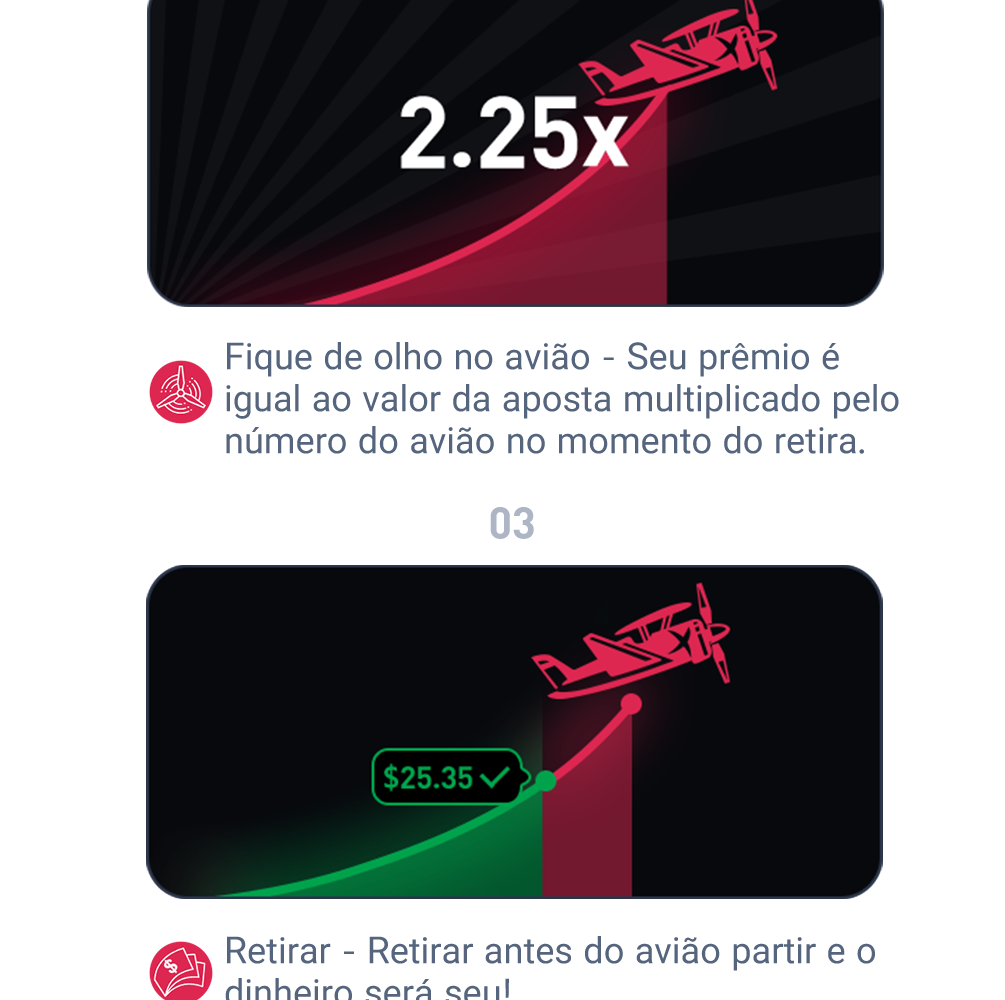 2.25x
Fique de olho no avião - Seu prêmio é
igual ao valor da aposta multiplicado pelo
número do avião no momento do retira.
03
$25.35
Retirar - Retirar antes do avião partir e o
dinheiro será seu!